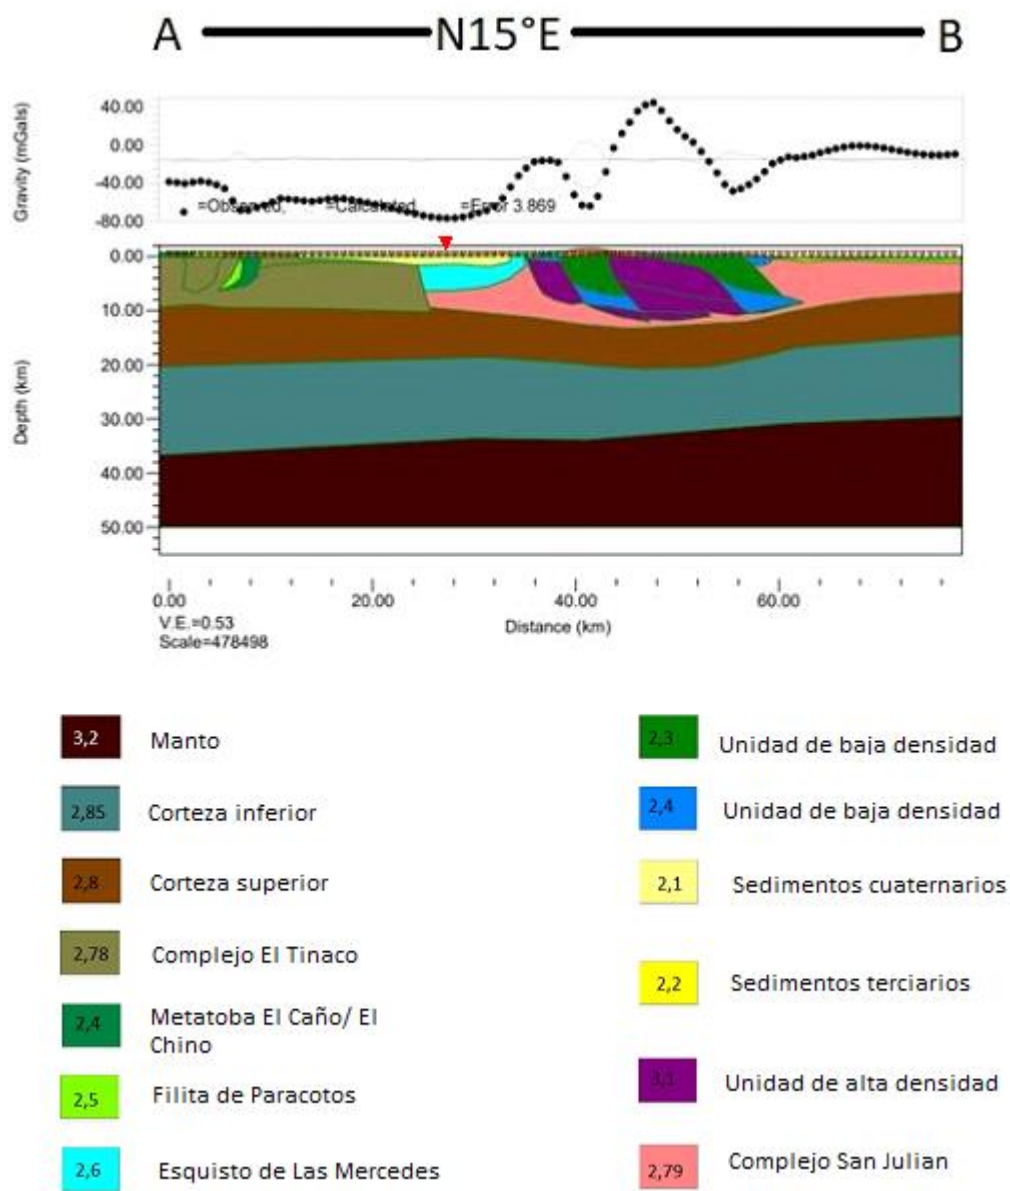 A N15°E B
Gravity (mGals)
40.00
0.00
-40.00
-80.00
=Observed, =Calculated =Error 3.869
Depth (km)
0.00
10.00
20.00
30.00
40.00
50.00
0.00 20.00 40.00 60.00
V.E.=0.53
Distance (km)
Scale=478498
3,2 Manto
2,85 Corteza inferior
2,8 Corteza superior
2,78 Complejo El Tinaco
2,4 Metatoba El Caño/ El
Chino
2,5 Filita de Paracotos
2,6 Esquisto de Las Mercedes
2,3 Unidad de baja densidad
2,4 Unidad de baja densidad
2,1 Sedimentos cuaternarios
2,2 Sedimentos terciarios
3,1 Unidad de alta densidad
2,79 Complejo San Julian